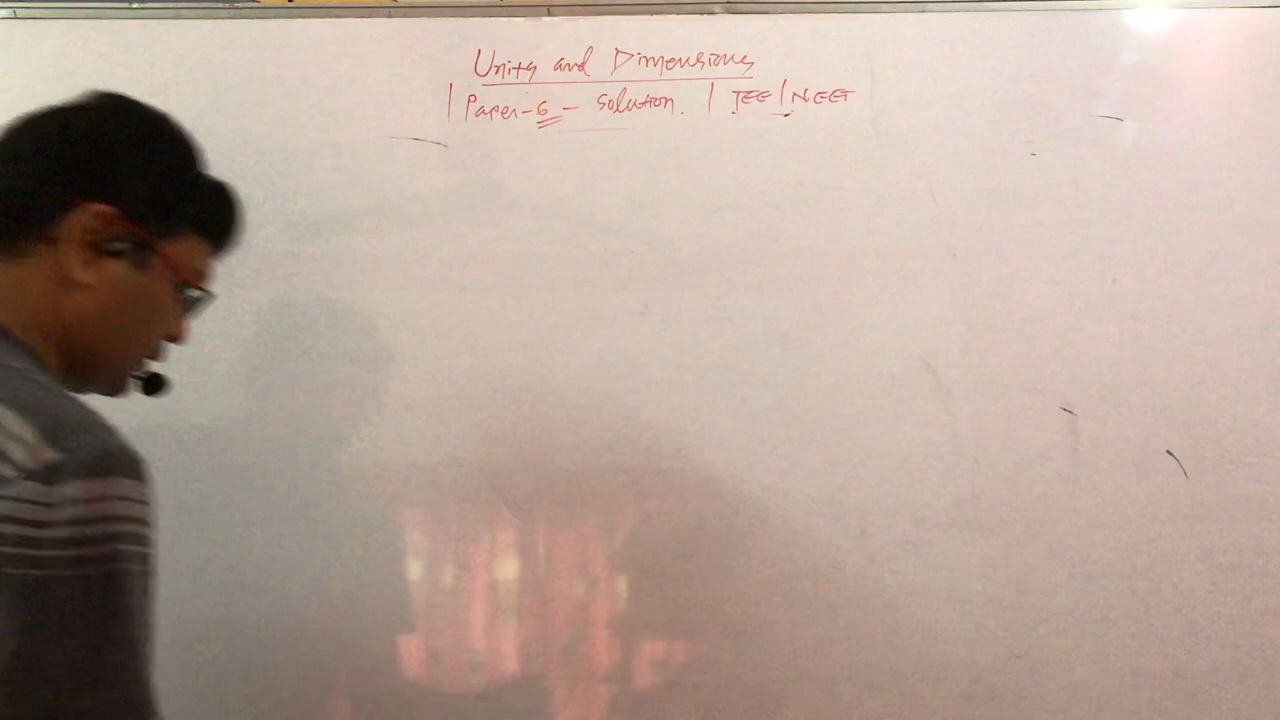 Units and Dimensions
| Paper-6 - Solution. | JEE | NEET